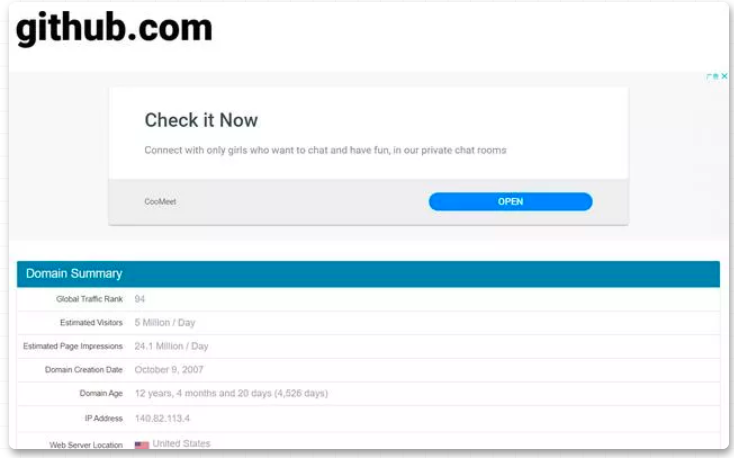 github.com
广告
Check it Now
Connect with only girls who want to chat and have fun, in our private chat rooms
CooMeet
OPEN
Domain Summary
Global Traffic Rank 94
Estimated Visitors 5 Million / Day
Estimated Page Impressions 24.1 Million / Day
Domain Creation Date October 9, 2007
Domain Age 12 years, 4 months and 20 days (4,526 days)
IP Address 140.82.113.4
Web Server Location United States